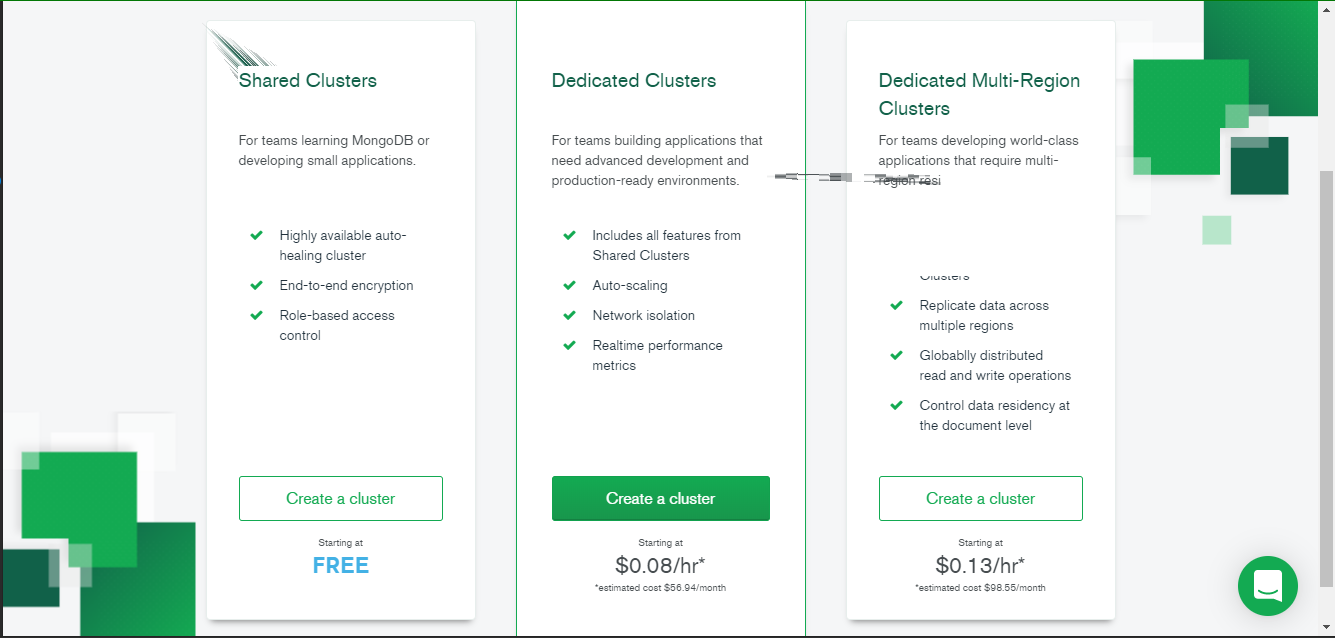 Shared Clusters
For teams learning MongoDB or
developing small applications.
Highly available auto-
healing cluster
End-to-end encryption
Role-based access
control
Create a cluster
Starting at
FREE
Dedicated Clusters
For teams building applications that
need advanced development and
production-ready environments.
Includes all features from
Shared Clusters
Auto-scaling
Network isolation
Realtime performance
metrics
Create a cluster
Starting at
$0.08/hr*
*estimated cost $56.94/month
Dedicated Multi-Region
Clusters
For teams developing world-class
applications that require multi-
region resi
Clusters
Replicate data across
multiple regions
Globablly distributed
read and write operations
Control data residency at
the document level
Create a cluster
Starting at
$0.13/hr*
*estimated cost $98.55/month